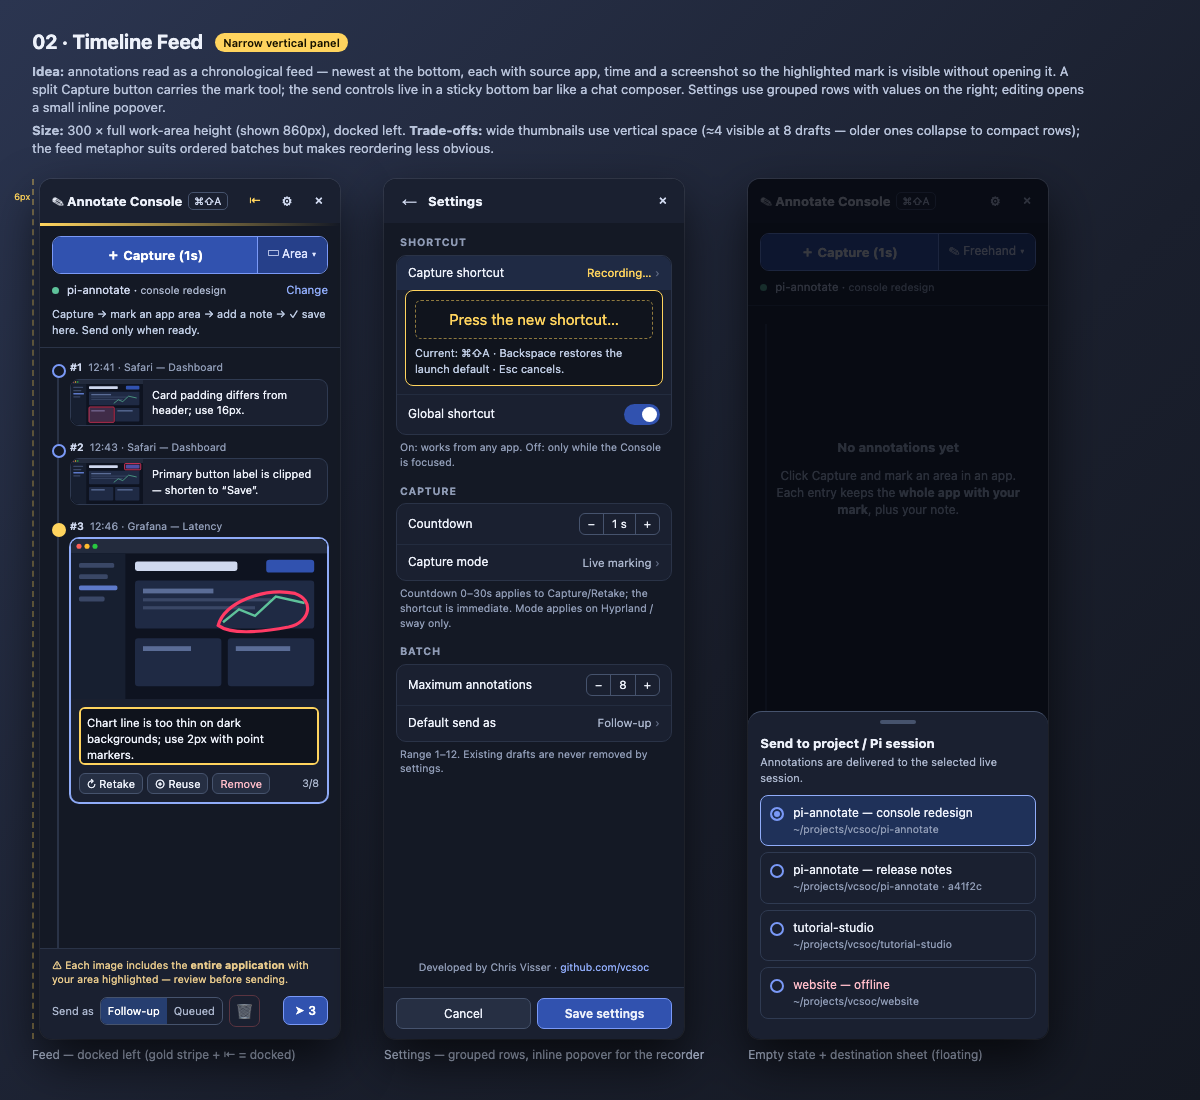 02 · Timeline Feed
Narrow vertical panel
Idea: annotations read as a chronological feed — newest at the bottom, each with source app, time and a screenshot so the highlighted mark is visible without opening it. A
split Capture button carries the mark tool; the send controls live in a sticky bottom bar like a chat composer. Settings use grouped rows with values on the right; editing opens
a small inline popover.
Size: 300 × full work-area height (shown 860px), docked left. Trade-offs: wide thumbnails use vertical space (≈4 visible at 8 drafts — older ones collapse to compact rows);
the feed metaphor suits ordered batches but makes reordering less obvious.
6px
✎ Annotate Console ⌘⇧A ⇤ ⚙ ×
+ Capture (1s)
▭ Area ▾
pi-annotate · console redesign
Change
Capture → mark an app area → add a note → ✓ save
here. Send only when ready.
#1 12:41 · Safari — Dashboard
Card padding differs from
header; use 16px.
#2 12:43 · Safari — Dashboard
Primary button label is clipped
— shorten to “Save”.
#3 12:46 · Grafana — Latency
Chart line is too thin on dark
backgrounds; use 2px with point
markers.
↻ Retake
⊙ Reuse
Remove
3/8
⚠ Each image includes the entire application with
your area highlighted — review before sending.
Send as
Follow-up
Queued
➤ 3
Feed — docked left (gold stripe + ⇤ = docked)
← Settings ×
SHORTCUT
Capture shortcut
Recording... ›
Press the new shortcut...
Current: ⌘⇧A · Backspace restores the
launch default · Esc cancels.
Global shortcut
On: works from any app. Off: only while the Console
is focused.
CAPTURE
Countdown
− 1 s +
Capture mode
Live marking ›
Countdown 0–30s applies to Capture/Retake; the
shortcut is immediate. Mode applies on Hyprland /
sway only.
BATCH
Maximum annotations
− 8 +
Default send as
Follow-up ›
Range 1–12. Existing drafts are never removed by
settings.
Developed by Chris Visser · github.com/vcsoc
Cancel
Save settings
Settings — grouped rows, inline popover for the recorder
✎ Annotate Console ⌘⇧A ⚙ ×
+ Capture (1s)
✎ Freehand ▾
pi-annotate · console redesign
No annotations yet
Click Capture and mark an area in an app.
Each entry keeps the whole app with your
mark, plus your note.
Send to project / Pi session
Annotations are delivered to the selected live
session.
pi-annotate — console redesign
~/projects/vcsoc/pi-annotate
pi-annotate — release notes
~/projects/vcsoc/pi-annotate · a41f2c
tutorial-studio
~/projects/vcsoc/tutorial-studio
website — offline
~/projects/vcsoc/website
Empty state + destination sheet (floating)